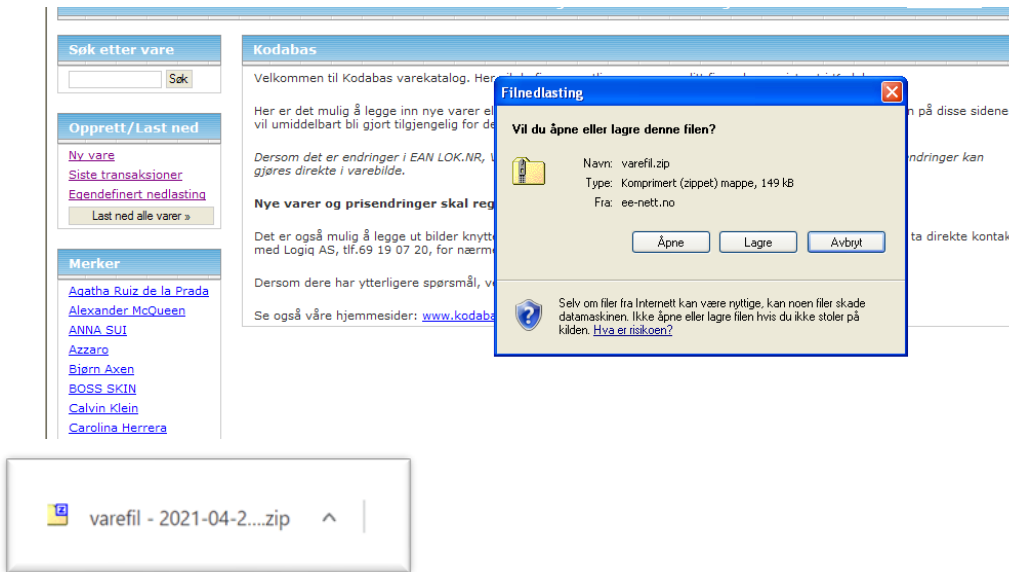 Søk etter vare
Søk
Opprett/Last ned
Ny vare
Siste transaksjoner
Egendefinert nedlasting
Last ned alle varer »
Merker
Agatha Ruiz de la Prada
Alexander McQueen
ANNA SUI
Azzaro
Bjørn Axen
BOSS SKIN
Calvin Klein
Carolina Herrera
Kodabas
Velkommen til Kodabas varekatalog. Her
Her er det mulig å legge inn nye varer el
n på disse sidene
vil umiddelbart bli gjort tilgjengelig for de
Dersom det er endringer i EAN LOK.NR, V
endringer kan
gjøres direkte i varebilde.
Nye varer og prisendringer skal reg
Det er også mulig å legge ut bilder knytte
ta direkte kontak
med Logiq AS, tlf.69 19 07 20, for nærme
Dersom dere har ytterligere spørsmål, ve
Se også våre hjemmesider: www.kodaba
Filnedlasting
Vil du åpne eller lagre denne filen?
Navn: varefil.zip
Type: Komprimert (zippet) mappe, 149 kB
Fra: ee-nett.no
Åpne Lagre Avbryt
Selv om filer fra Internett kan være nyttige, kan noen filer skade
datamaskinen. Ikke åpne eller lagre filen hvis du ikke stoler på
kilden. Hva er risikoen?
varefil - 2021-04-2....zip